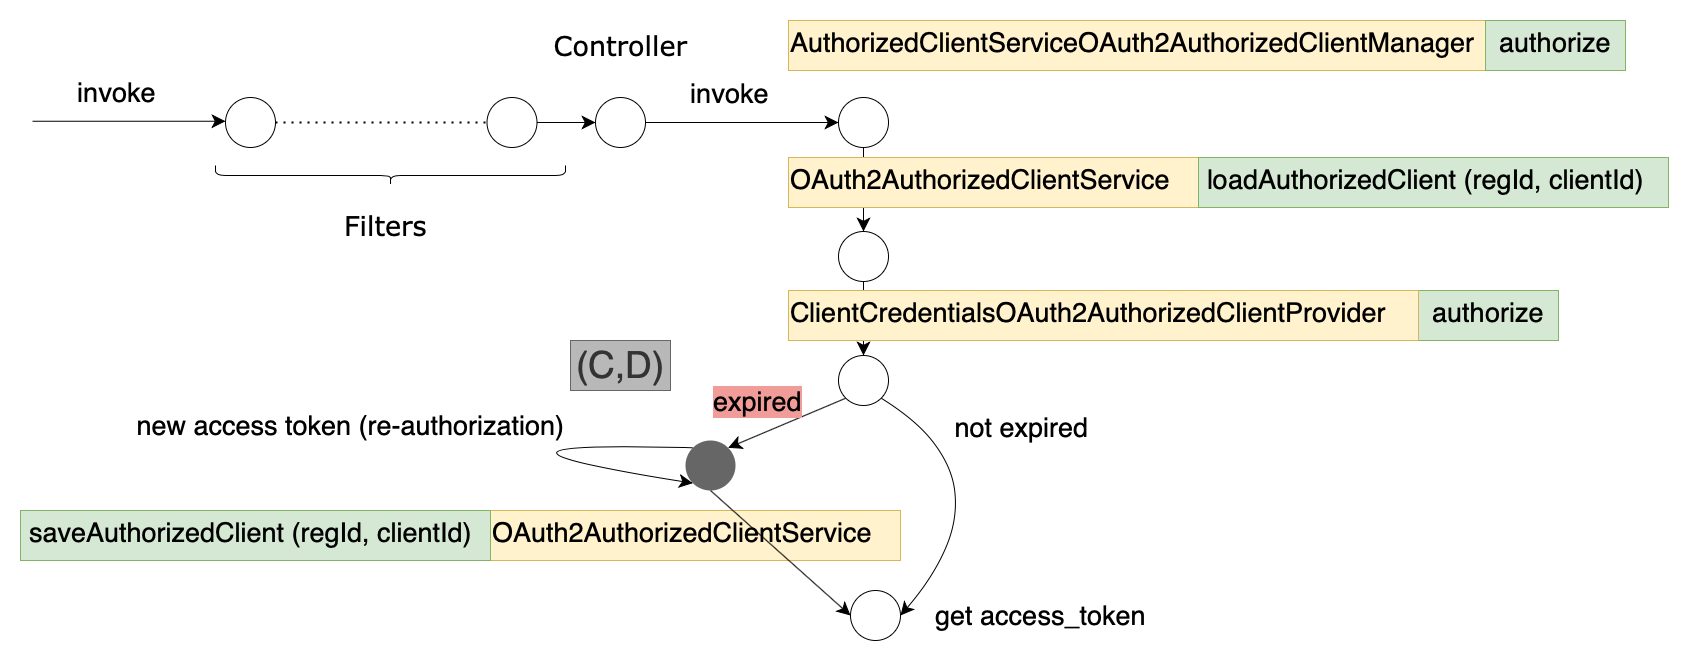 Controller
AuthorizedClientServiceOAuth2AuthorizedClientManager authorize
invoke
invoke
OAuth2AuthorizedClientService loadAuthorizedClient (regId, clientId)
Filters
ClientCredentialsOAuth2AuthorizedClientProvider authorize
(C,D)
expired
new access token (re-authorization)
not expired
saveAuthorizedClient (regId, clientId) OAuth2AuthorizedClientService
get access_token